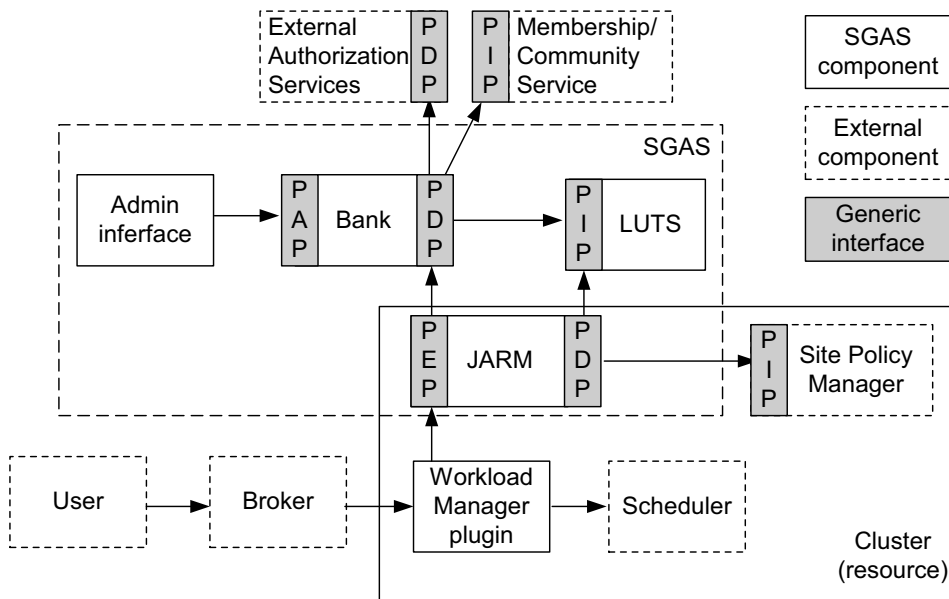 External
Authorization
Services
P
D
P
P
I
P
Membership/
Community
Service
SGAS
component
External
component
Generic
interface
SGAS
Admin
inferface
P
A
P
Bank
P
D
P
P
I
P
LUTS
P
E
P
JARM
P
D
P
P
I
P
Site Policy
Manager
User
Broker
Workload
Manager
plugin
Scheduler
Cluster
(resource)